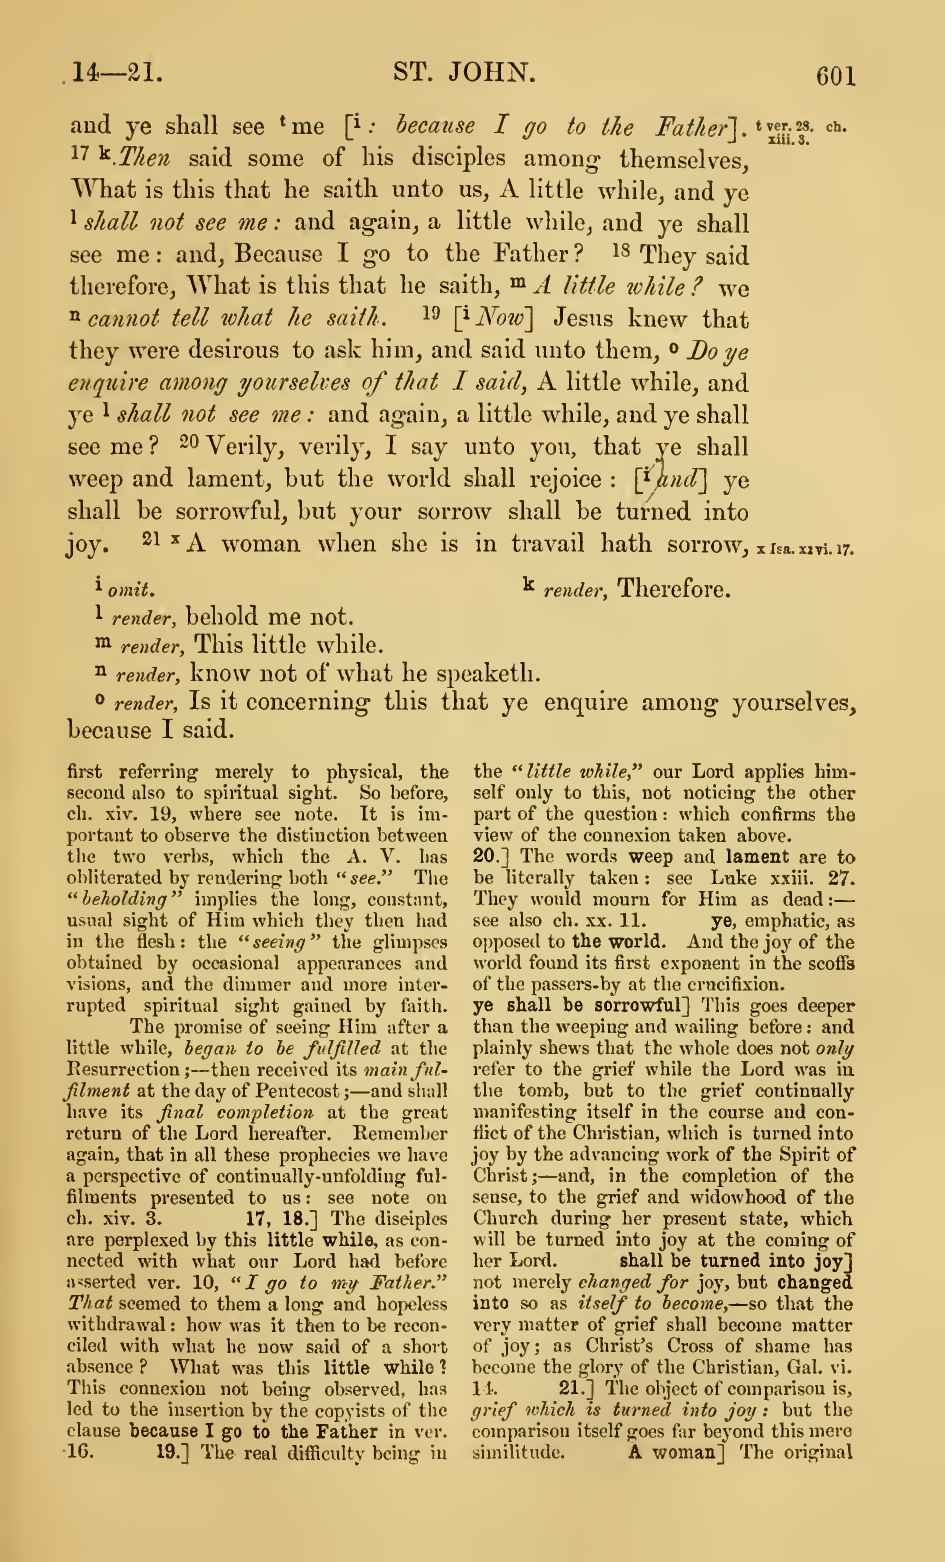 14—21. ST. JOHN. 601
and ye shall see t me [i : because I go to the Father]. t ver. 28. ch. xiii. 3.
17 k Then said some of his disciples among themselves,
What is this that he saith unto us, A little while, and ye
l shall not see me : and again, a little while, and ye shall
see me : and, Because I go to the Father? 18 They said
therefore, What is this that he saith, m A little while? we
n cannot tell what he saith. 19 [i Now] Jesus knew that
they were desirous to ask him, and said unto them, o Do ye
enquire among yourselves of that I said, A little while, and
ye l shall not see me : and again, a little while, and ye shall
see me? 20 Verily, verily, I say unto you, that ye shall
weep and lament, but the world shall rejoice : [i and] ye
shall be sorrowful, but your sorrow shall be turned into
joy. 21 x A woman when she is in travail hath sorrow, x Isa. xxvi. 17.
i omit. k render, Therefore.
l render, behold me not.
m render, This little while.
n render, know not of what he speaketh.
o render, Is it concerning this that ye enquire among yourselves,
because I said.
first referring merely to physical, the
second also to spiritual sight. So before,
ch. xiv. 19, where see note. It is im-
portant to observe the distinction between
the two verbs, which the A. V. has
obliterated by rendering both "see." The
"beholding" implies the long, constant,
usual sight of Him which they then had
in the flesh : the "seeing" the glimpses
obtained by occasional appearances and
visions, and the dimmer and more inter-
rupted spiritual sight gained by faith.
The promise of seeing Him after a
little while, began to be fulfilled at the
Resurrection ;—then received its main ful-
filment at the day of Pentecost ;—and shall
have its final completion at the great
return of the Lord hereafter. Remember
again, that in all these prophecies we have
a perspective of continually-unfolding ful-
filments presented to us : see note on
ch. xiv. 3. 17, 18.] The disciples
are perplexed by this little while, as con-
nected with what our Lord had before
asserted ver. 10, "I go to my Father."
That seemed to them a long and hopeless
withdrawal : how was it then to be recon-
ciled with what he now said of a short
absence? What was this little while?
This connexion not being observed, has
led to the insertion by the copyists of the
clause because I go to the Father in ver.
16. 19.] The real difficulty being in
the "little while," our Lord applies him-
self only to this, not noticing the other
part of the question : which confirms the
view of the connexion taken above.
20.] The words weep and lament are to
be literally taken : see Luke xxiii. 27.
They would mourn for Him as dead :—
see also ch. xx. 11. ye, emphatic, as
opposed to the world. And the joy of the
world found its first exponent in the scoffs
of the passers-by at the crucifixion.
ye shall be sorrowful] This goes deeper
than the weeping and wailing before : and
plainly shews that the whole does not only
refer to the grief while the Lord was in
the tomb, but to the grief continually
manifesting itself in the course and con-
flict of the Christian, which is turned into
joy by the advancing work of the Spirit of
Christ ;—and, in the completion of the
sense, to the grief and widowhood of the
Church during her present state, which
will be turned into joy at the coming of
her Lord. shall be turned into joy]
not merely changed for joy, but changed
into so as itself to become,—so that the
very matter of grief shall become matter
of joy; as Christ's Cross of shame has
become the glory of the Christian, Gal. vi.
14. 21.] The object of comparison is,
grief which is turned into joy : but the
comparison itself goes far beyond this mere
similitude. A woman] The original